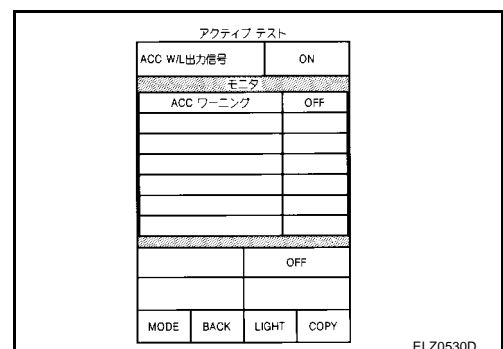 アクティブ テスト
ACC W/L出力信号 ON
モニタ
ACC ワーニング OFF
OFF
MODE BACK LIGHT COPY
ELZ0530D